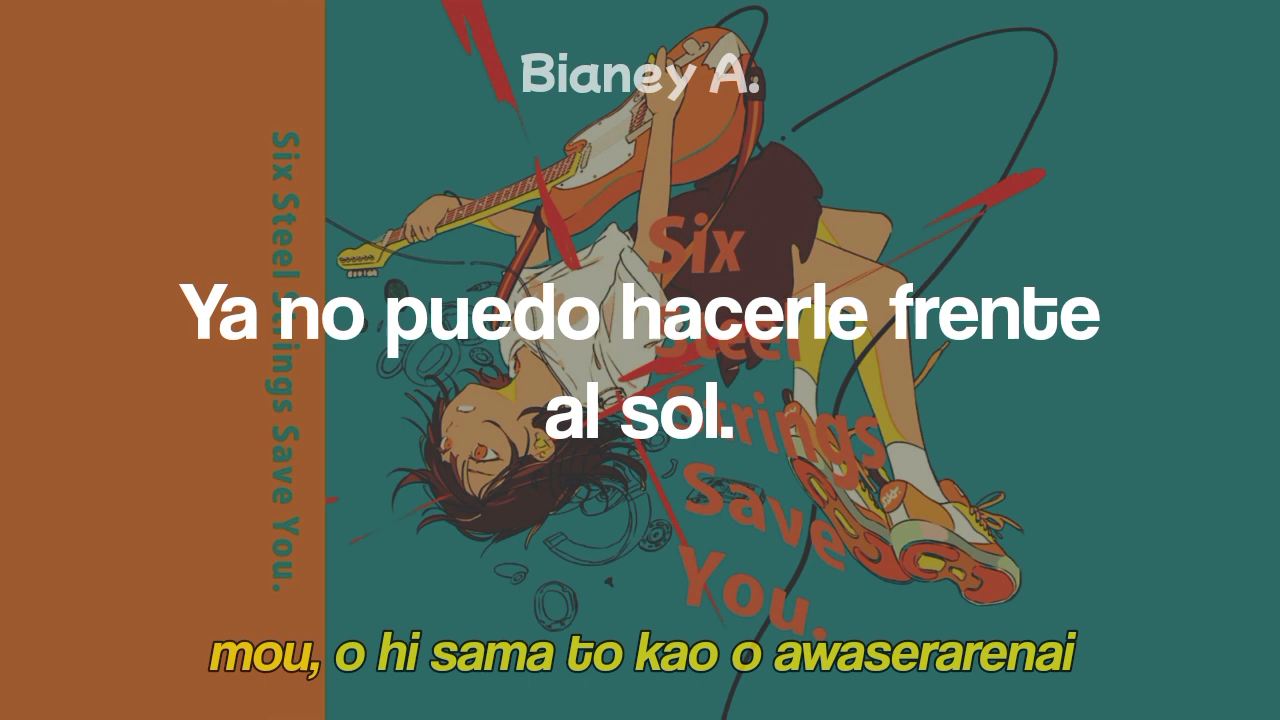 Bianey A.
Six Steel Strings Save You.
Six
Steel
Strings
Save
You.
Ya no puedo hacerle frente
al sol.
mou, o hi sama to kao o awaserarenai